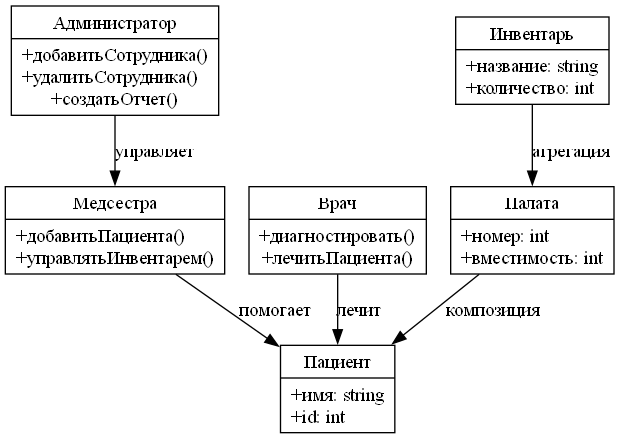 Администратор
+добавитьСотрудника()
+удалитьСотрудника()
+создатьОтчет()
Инвентарь
+название: string
+количество: int
управляет
агрегация
Медсестра
+добавитьПациента()
+управлятьИнвентарем()
Врач
+диагностировать()
+лечитьПациента()
Палата
+номер: int
+вместимость: int
помогает
лечит
композиция
Пациент
+имя: string
+id: int